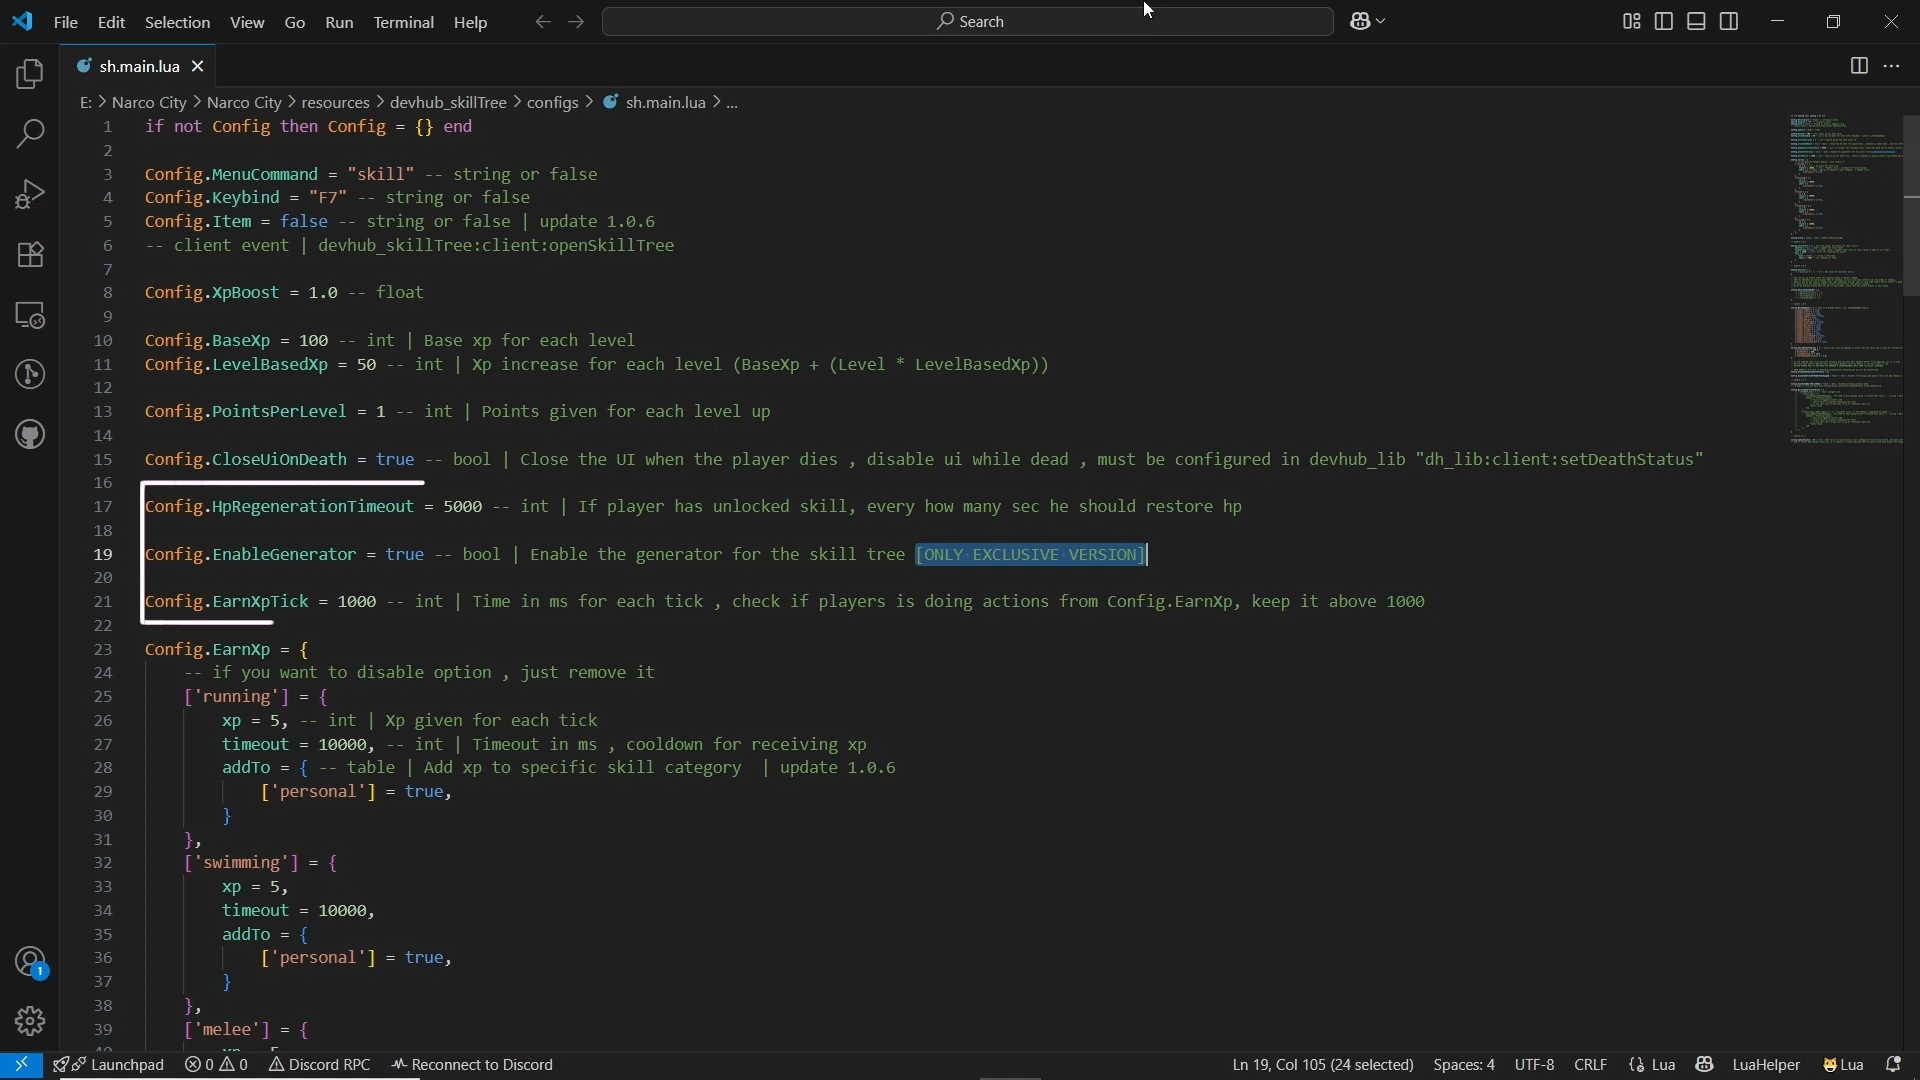 File Edit Selection View Go Run Terminal Help
Search
sh.main.lua
E: > Narco City > Narco City > resources > devhub_skillTree > configs > sh.main.lua > ...
1 if not Config then Config = {} end
2
3 Config.MenuCommand = "skill" -- string or false
4 Config.Keybind = "F7" -- string or false
5 Config.Item = false -- string or false | update 1.0.6
6 -- client event | devhub_skillTree:client:openSkillTree
7
8 Config.XpBoost = 1.0 -- float
9
10 Config.BaseXp = 100 -- int | Base xp for each level
11 Config.LevelBasedXp = 50 -- int | Xp increase for each level (BaseXp + (Level * LevelBasedXp))
12
13 Config.PointsPerLevel = 1 -- int | Points given for each level up
14
15 Config.CloseUiOnDeath = true -- bool | Close the UI when the player dies , disable ui while dead , must be configured in devhub_lib "dh_lib:client:setDeathStatus"
16
17 Config.HpRegenerationTimeout = 5000 -- int | If player has unlocked skill, every how many sec he should restore hp
18
19 Config.EnableGenerator = true -- bool | Enable the generator for the skill tree [ONLY EXCLUSIVE VERSION]
20
21 Config.EarnXpTick = 1000 -- int | Time in ms for each tick , check if players is doing actions from Config.EarnXp, keep it above 1000
22
23 Config.EarnXp = {
24 -- if you want to disable option , just remove it
25 ['running'] = {
26 xp = 5, -- int | Xp given for each tick
27 timeout = 10000, -- int | Timeout in ms , cooldown for receiving xp
28 addTo = { -- table | Add xp to specific skill category  | update 1.0.6
29 ['personal'] = true,
30 }
31 },
32 ['swimming'] = {
33 xp = 5,
34 timeout = 10000,
35 addTo = {
36 ['personal'] = true,
37 }
38 },
39 ['melee'] = {
1
Launchpad 0 0 Discord RPC Reconnect to Discord Ln 19, Col 105 (24 selected) Spaces: 4 UTF-8 CRLF {} Lua LuaHelper Lua